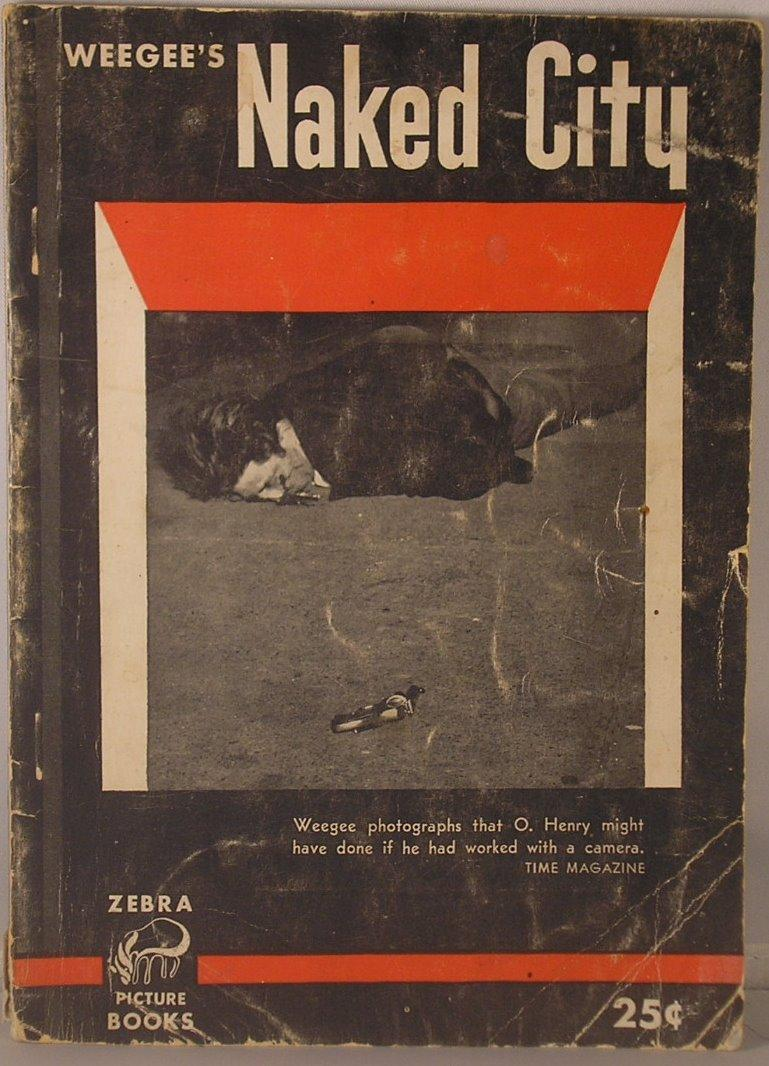 WEEGEE'S Naked City
Weegee photographs that O. Henry might
have done if he had worked with a camera.
TIME MAGAZINE
ZEBRA
PICTURE
BOOKS
25¢